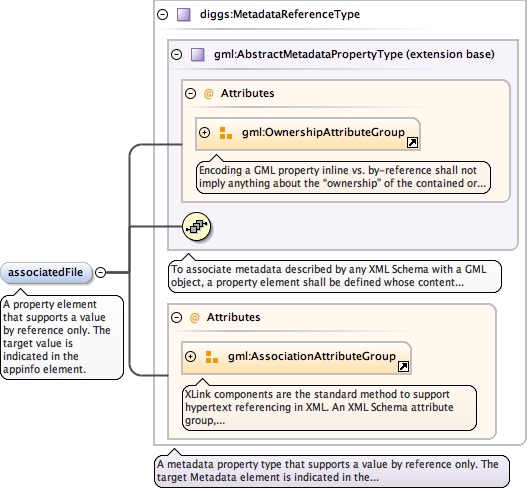 diggs:MetadataReferenceType
gml:AbstractMetadataPropertyType (extension base)
@ Attributes
gml:OwnershipAttributeGroup
Encoding a GML property inline vs. by-reference shall not
imply anything about the “ownership” of the contained or...
associatedFile
A property element
that supports a value
by reference only. The
target value is
indicated in the
appinfo element.
To associate metadata described by any XML Schema with a GML
object, a property element shall be defined whose content...
@ Attributes
gml:AssociationAttributeGroup
XLink components are the standard method to support
hypertext referencing in XML. An XML Schema attribute
group,...
A metadata property type that supports a value by reference only. The
target Metadata element is indicated in the...